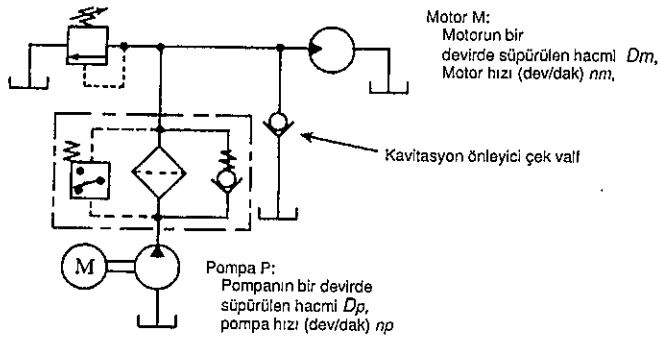 Motor M:
Motorun bir
devirde süpürülen hacmi Dm,
Motor hızı (dev/dak) nm,
Kavitasyon önleyici çek valf
M
Pompa P:
Pompanın bir devirde
süpürülen hacmi Dp,
pompa hızı (dev/dak) np